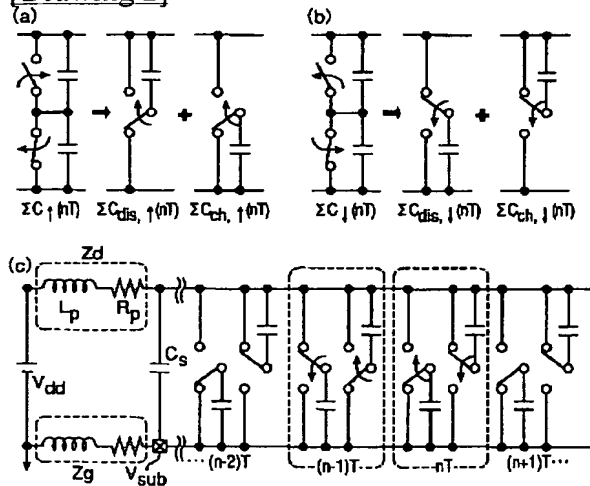 [Drawing 2]
(a)
(b)
ΣC↑(nT) ΣCdis,↑(nT) ΣCch,↑(nT)
ΣC↓(nT) ΣCdis,↓(nT) ΣCch,↓(nT)
(c)
Zd
Lp Rp
Cs
Vdd
Zg
Vsub
···(n-2)T (n-1)T nT (n+1)T···